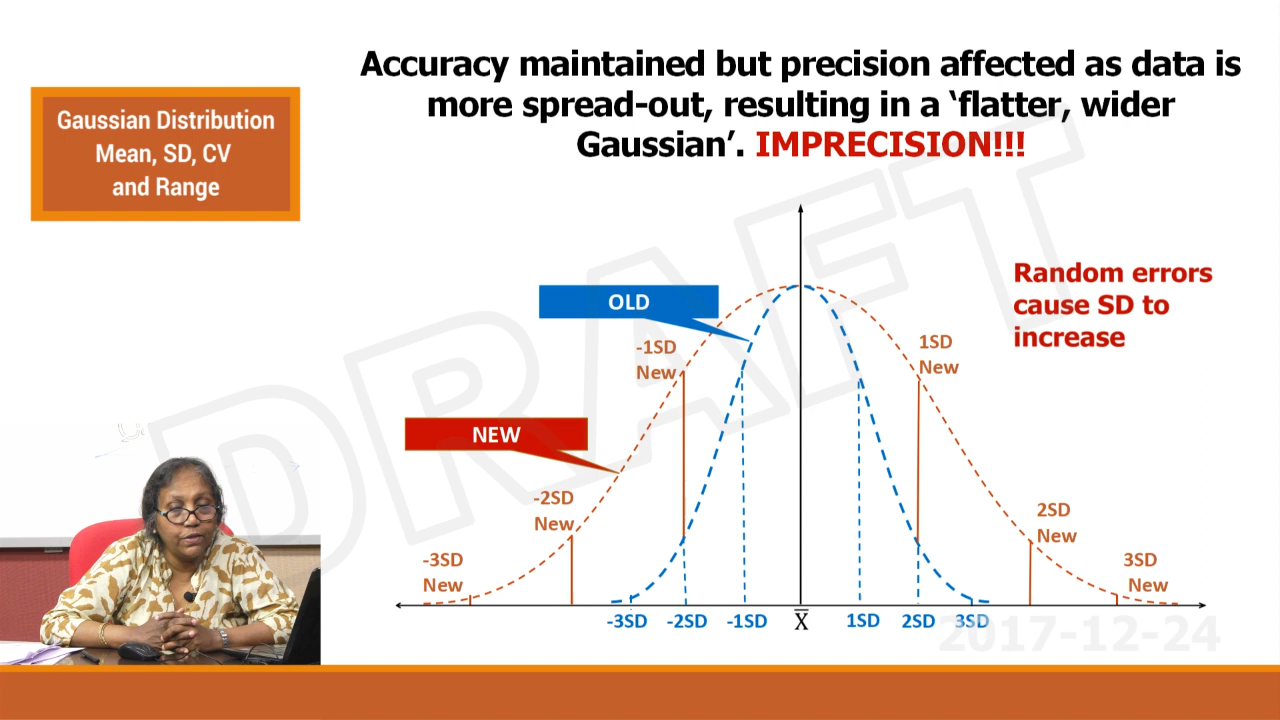 Accuracy maintained but precision affected as data is
more spread-out, resulting in a ‘flatter, wider
Gaussian’. IMPRECISION!!!
Gaussian Distribution
Mean, SD, CV
and Range
Random errors
cause SD to
increase
OLD
-1SD
New
1SD
New
NEW
-2SD
New
2SD
New
-3SD
New
3SD
New
-3SD -2SD -1SD X̅ 1SD 2SD 3SD
DRAFT
2017-12-24